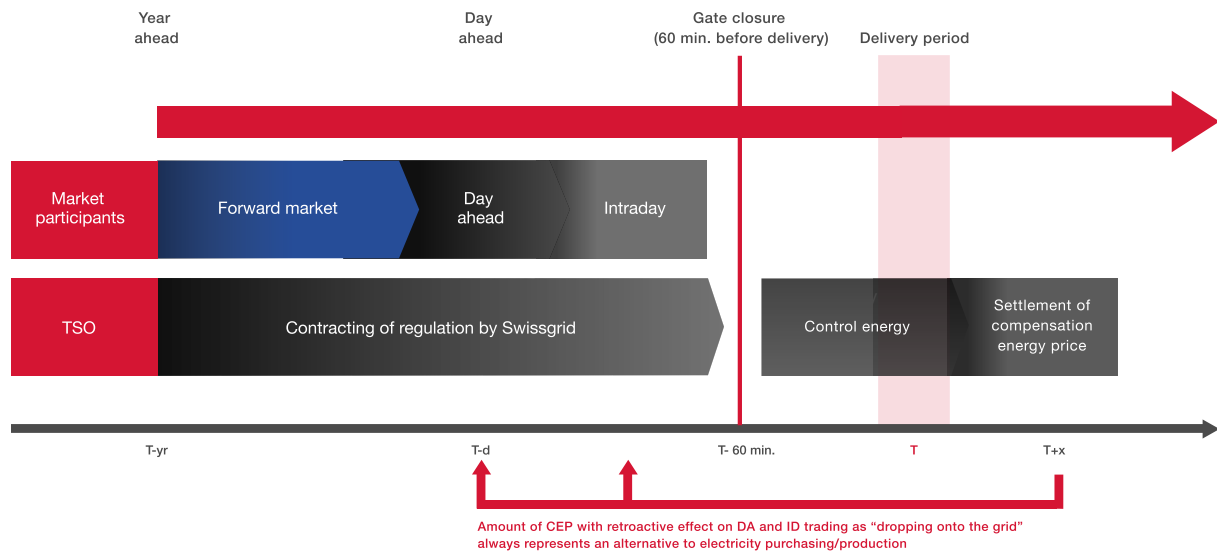 Year
ahead
Day
ahead
Gate closure
(60 min. before delivery)
Delivery period
Market
participants
Forward market
Day
ahead
Intraday
TSO
Contracting of regulation by Swissgrid
Control energy
Settlement of
compensation
energy price
T-yr
T-d
T- 60 min.
T
T+x
Amount of CEP with retroactive effect on DA and ID trading as “dropping onto the grid”
always represents an alternative to electricity purchasing/production